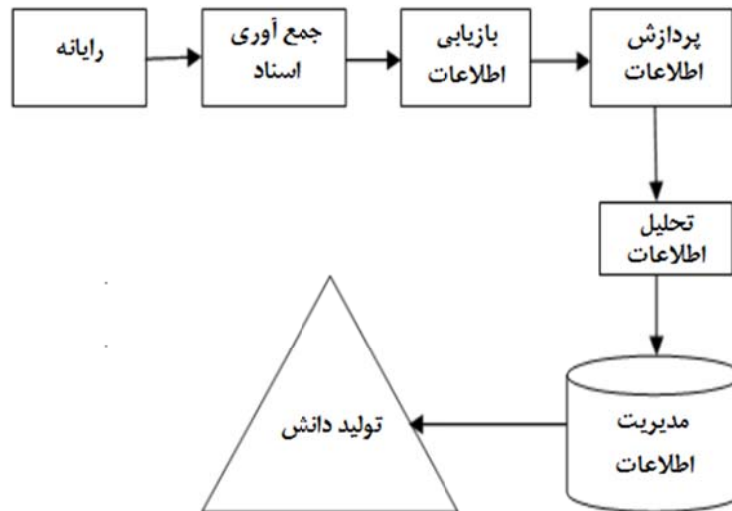 رایانه
جمع آوری
اسناد
بازیابی
اطلاعات
پردازش
اطلاعات
تحلیل
اطلاعات
مدیریت
اطلاعات
تولید دانش